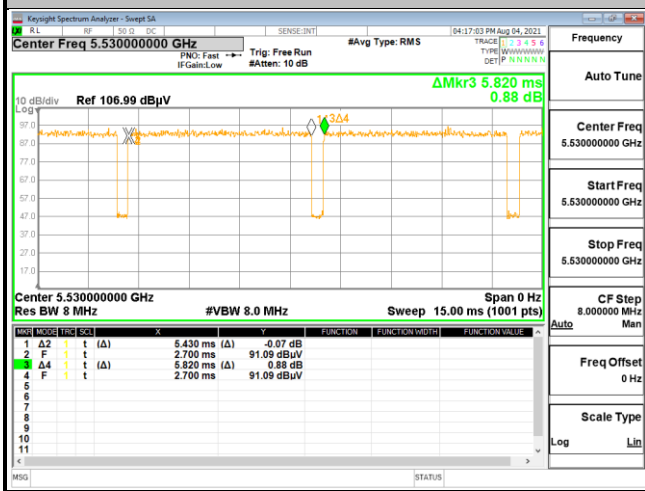 Keysight Spectrum Analyzer - Swept SA
RL RF 50 Ω DC SENSE:INT 04:17:03 PM Aug 04, 2021
Center Freq 5.530000000 GHz
PNO: Fast
IFGain:Low
Trig: Free Run
#Atten: 10 dB
#Avg Type: RMS
TRACE 1 2 3 4 5 6
TYPE WWWWWW
DET P N N N N N
ΔMkr3 5.820 ms
0.88 dB
10 dB/div Ref 106.99 dBµV
Log
97.0
87.0
77.0
67.0
57.0
47.0
37.0
27.0
17.0
3Δ4
Center 5.530000000 GHz Span 0 Hz
Res BW 8 MHz #VBW 8.0 MHz Sweep 15.00 ms (1001 pts)
MKR MODE TRC SCL X Y FUNCTION FUNCTION WIDTH FUNCTION VALUE
1 Δ2 1 t (Δ) 5.430 ms (Δ) -0.07 dB
2 F 1 t 2.700 ms 91.09 dBµV
3 Δ4 1 t (Δ) 5.820 ms (Δ) 0.88 dB
4 F 1 t 2.700 ms 91.09 dBµV
5
6
7
8
9
10
11
MSG STATUS
Frequency
Auto Tune
Center Freq
5.530000000 GHz
Start Freq
5.530000000 GHz
Stop Freq
5.530000000 GHz
CF Step
8.000000 MHz
Auto Man
Freq Offset
0 Hz
Scale Type
Log Lin